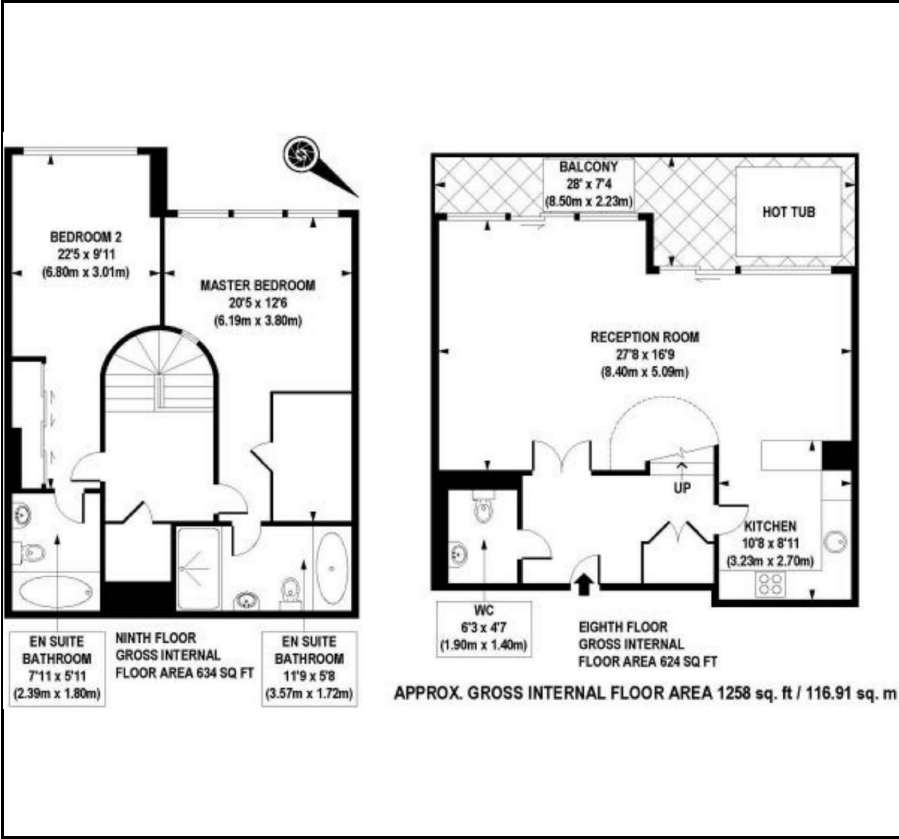 BEDROOM 2
22'5 x 9'11
(6.80m x 3.01m)
MASTER BEDROOM
20'5 x 12'6
(6.19m x 3.80m)
EN SUITE
BATHROOM
7'11 x 5'11
(2.39m x 1.80m)
NINTH FLOOR
GROSS INTERNAL
FLOOR AREA 634 SQ FT
EN SUITE
BATHROOM
11'9 x 5'8
(3.57m x 1.72m)
BALCONY
28' x 7'4
(8.50m x 2.23m)
HOT TUB
RECEPTION ROOM
27'8 x 16'9
(8.40m x 5.09m)
UP
KITCHEN
10'8 x 8'11
(3.23m x 2.70m)
WC
6'3 x 4'7
(1.90m x 1.40m)
EIGHTH FLOOR
GROSS INTERNAL
FLOOR AREA 624 SQ FT
APPROX. GROSS INTERNAL FLOOR AREA 1258 sq. ft / 116.91 sq. m